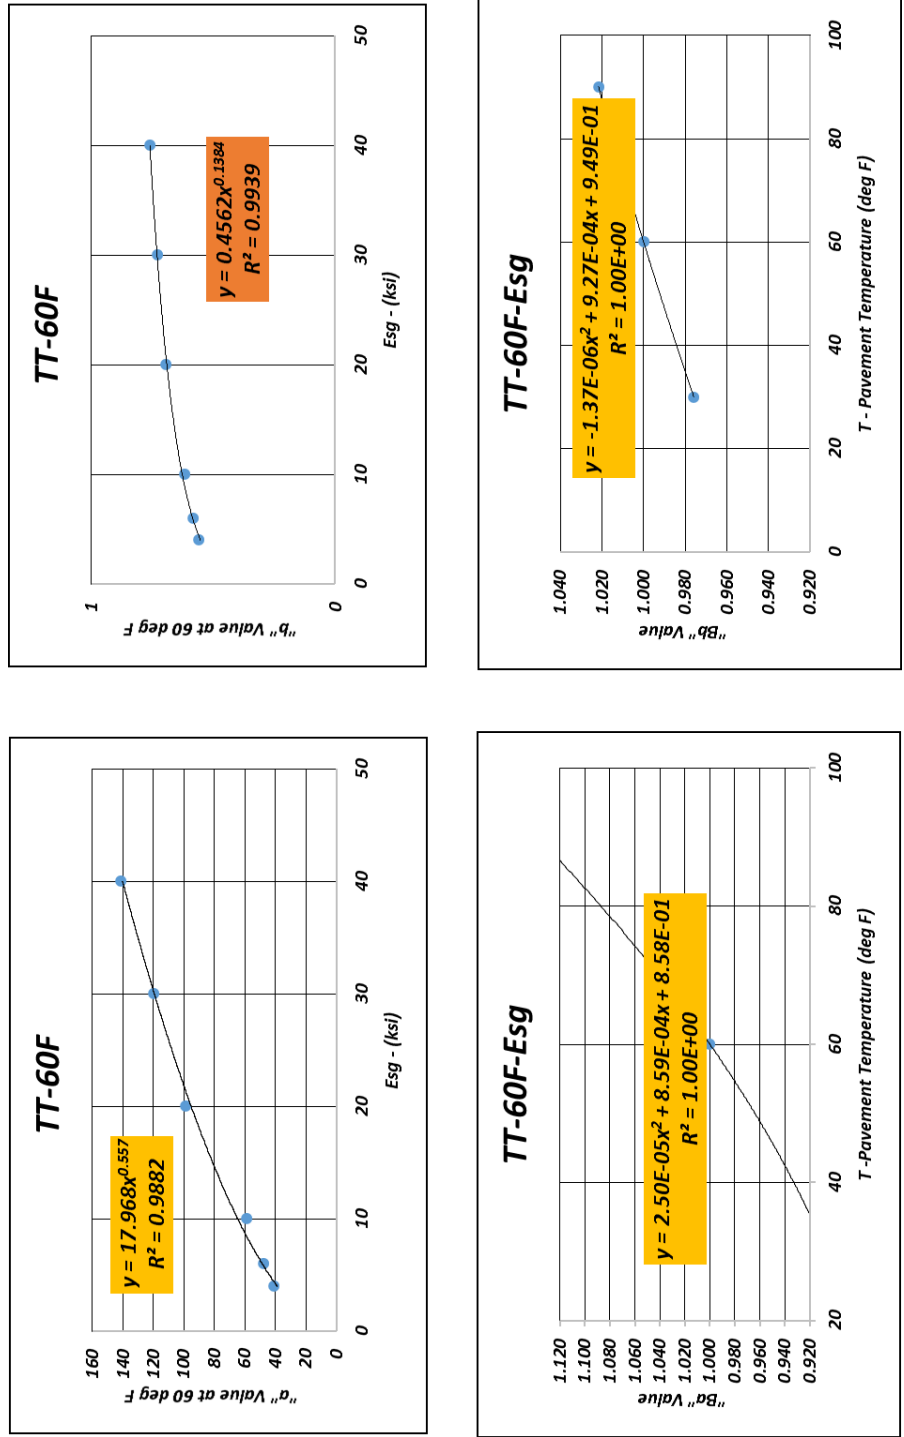 TT-60F
"a" Value at 60 deg F
160
140
120
100
80
60
40
20
0
y = 17.968x^0.557
R² = 0.9882
0 10 20 30 40 50
Esg - (ksi)
TT-60F
"b" Value at 60 deg F
1
0
y = 0.4562x^0.1384
R² = 0.9939
0 10 20 30 40 50
Esg - (ksi)
TT-60F-Esg
"Ba" Value
1.120
1.100
1.080
1.060
1.040
1.020
1.000
0.980
0.960
0.940
0.920
y = 2.50E-05x² + 8.59E-04x + 8.58E-01
R² = 1.00E+00
20 40 60 80 100
T -Pavement Temperature (deg F)
TT-60F-Esg
"Bb" Value
1.040
1.020
1.000
0.980
0.960
0.940
0.920
y = -1.37E-06x² + 9.27E-04x + 9.49E-01
R² = 1.00E+00
0 20 40 60 80 100
T - Pavement Temperature (deg F)